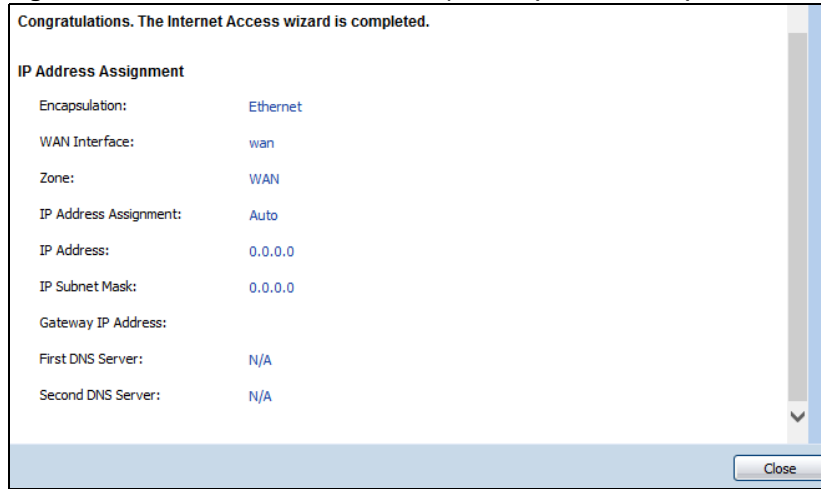 Congratulations. The Internet Access wizard is completed.
IP Address Assignment
Encapsulation: Ethernet
WAN Interface: wan
Zone: WAN
IP Address Assignment: Auto
IP Address: 0.0.0.0
IP Subnet Mask: 0.0.0.0
Gateway IP Address:
First DNS Server: N/A
Second DNS Server: N/A
Close